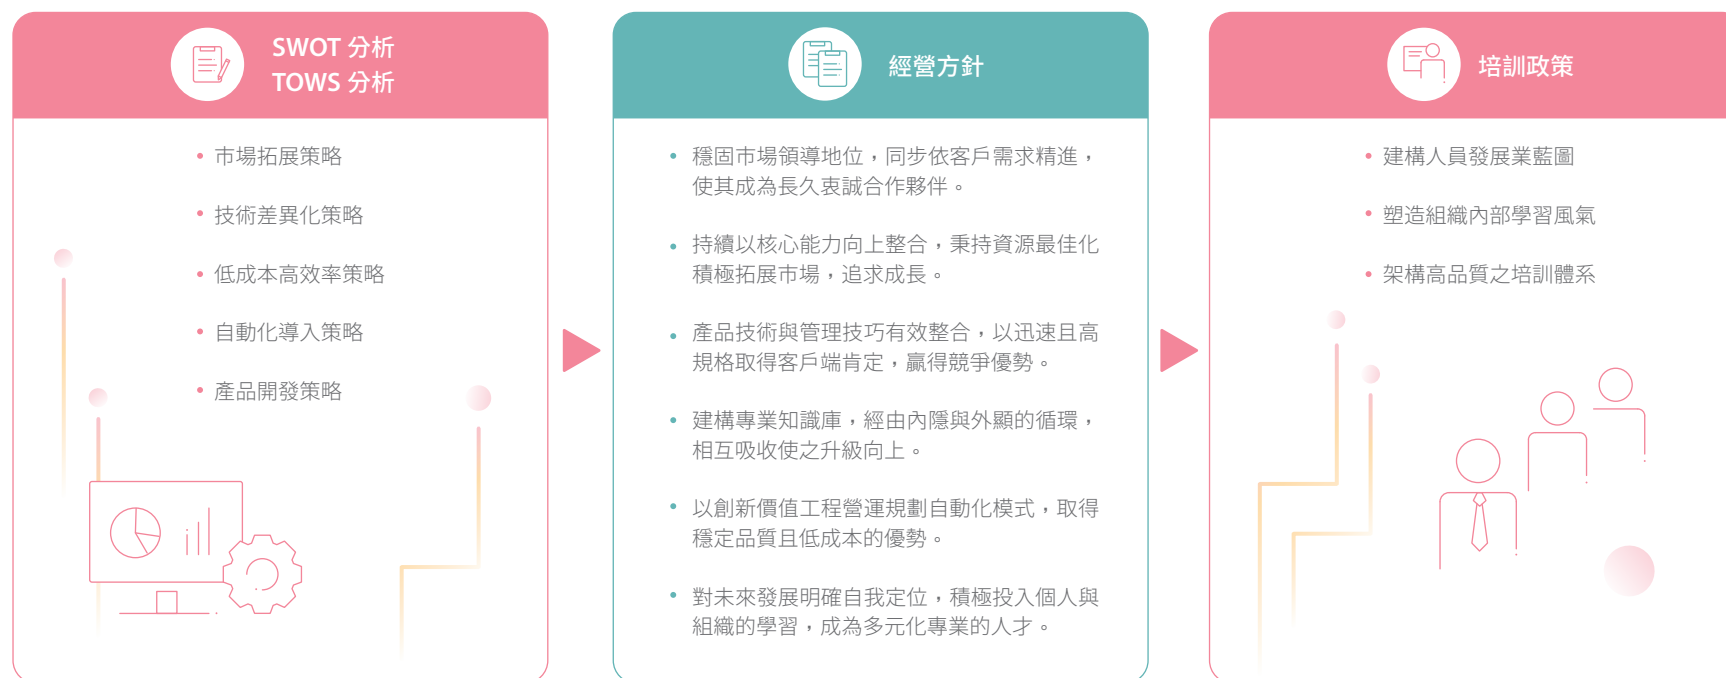 SWOT 分析
TOWS 分析
市場拓展策略
技術差異化策略
低成本高效率策略
自動化導入策略
產品開發策略
經營方針
穩固市場領導地位，同步依客戶需求精進，
使其成為長久衷誠合作夥伴。
持續以核心能力向上整合，秉持資源最佳化
積極拓展市場，追求成長。
產品技術與管理技巧有效整合，以迅速且高
規格取得客戶端肯定，贏得競爭優勢。
建構專業知識庫，經由內隱與外顯的循環，
相互吸收使之升級向上。
以創新價值工程營運規劃自動化模式，取得
穩定品質且低成本的優勢。
對未來發展明確自我定位，積極投入個人與
組織的學習，成為多元化專業的人才。
培訓政策
建構人員發展業藍圖
塑造組織內部學習風氣
架構高品質之培訓體系